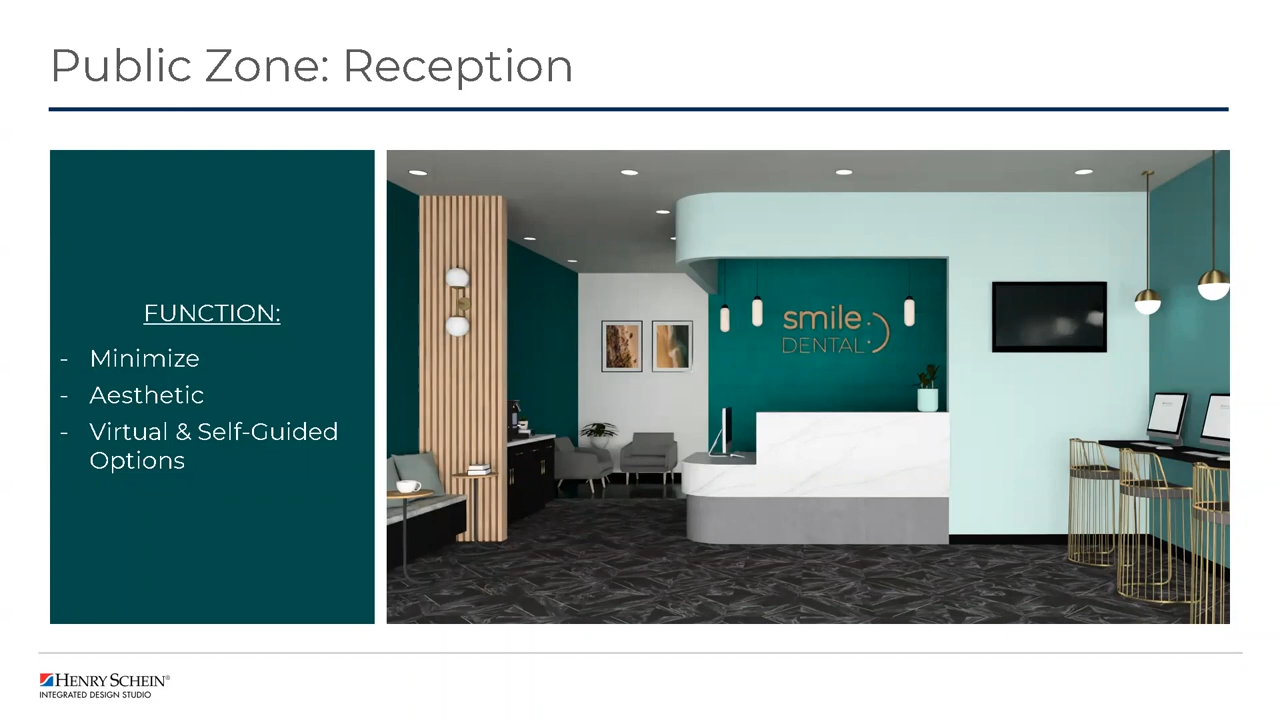 Public Zone: Reception
FUNCTION:
- Minimize
- Aesthetic
- Virtual & Self-Guided
Options
smile:)
DENTAL
HENRY SCHEIN®
INTEGRATED DESIGN STUDIO